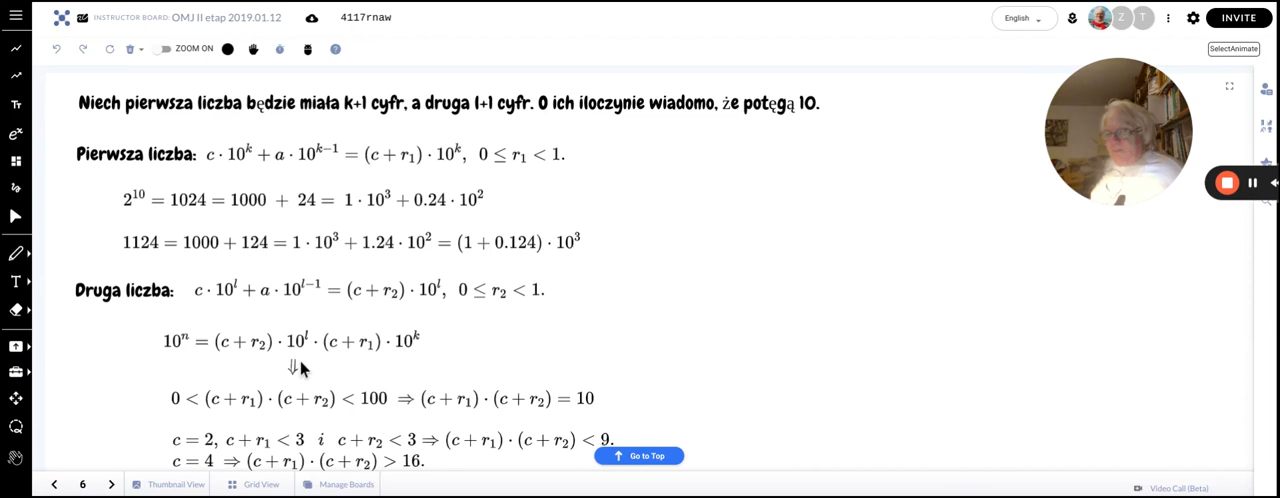 INSTRUCTOR BOARD: OMJ II etap 2019.01.12 4117rnaw English Z T INVITE
ZOOM ON SelectAnimate
Niech pierwsza liczba będzie miała k+1 cyfr, a druga l+1 cyfr. O ich iloczynie wiadomo, że potęgą 10.
Pierwsza liczba: c · 10^k + a · 10^{k−1} = (c + r₁) · 10^k, 0 ≤ r₁ < 1.
2^{10} = 1024 = 1000 + 24 = 1 · 10^3 + 0.24 · 10^2
1124 = 1000 + 124 = 1 · 10^3 + 1.24 · 10^2 = (1 + 0.124) · 10^3
Druga liczba: c · 10^l + a · 10^{l−1} = (c + r₂) · 10^l, 0 ≤ r₂ < 1.
10^n = (c + r₂) · 10^l · (c + r₁) · 10^k
⇓
0 < (c + r₁) · (c + r₂) < 100 ⇒ (c + r₁) · (c + r₂) = 10
c = 2, c + r₁ < 3 i c + r₂ < 3 ⇒ (c + r₁) · (c + r₂) < 9.
c = 4 ⇒ (c + r₁) · (c + r₂) > 16.
Go to Top
6 Thumbnail View Grid View Manage Boards Video Call (Beta)